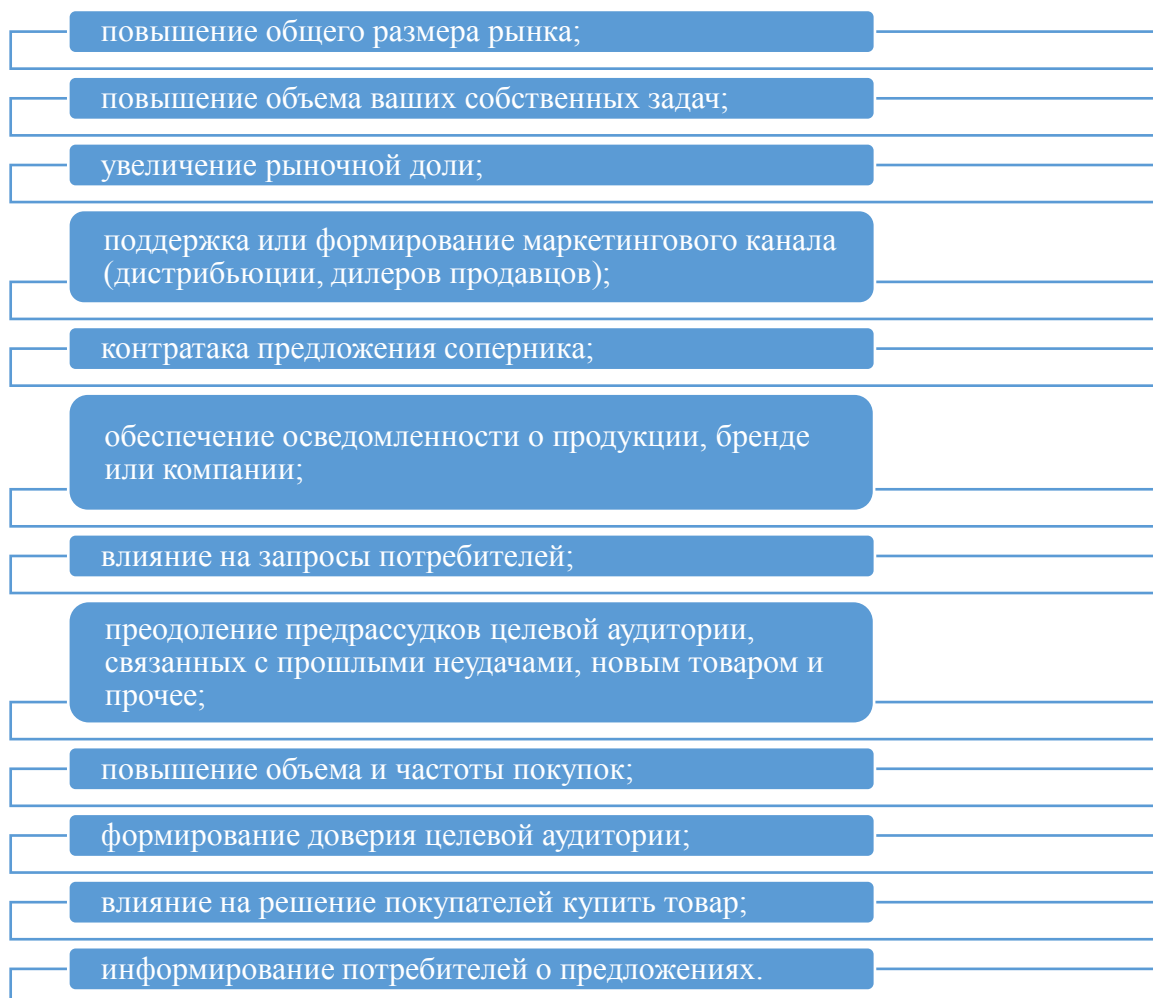 повышение общего размера рынка;
повышение объема ваших собственных задач;
увеличение рыночной доли;
поддержка или формирование маркетингового канала
(дистрибьюции, дилеров продавцов);
контратака предложения соперника;
обеспечение осведомленности о продукции, бренде
или компании;
влияние на запросы потребителей;
преодоление предрассудков целевой аудитории,
связанных с прошлыми неудачами, новым товаром и
прочее;
повышение объема и частоты покупок;
формирование доверия целевой аудитории;
влияние на решение покупателей купить товар;
информирование потребителей о предложениях.